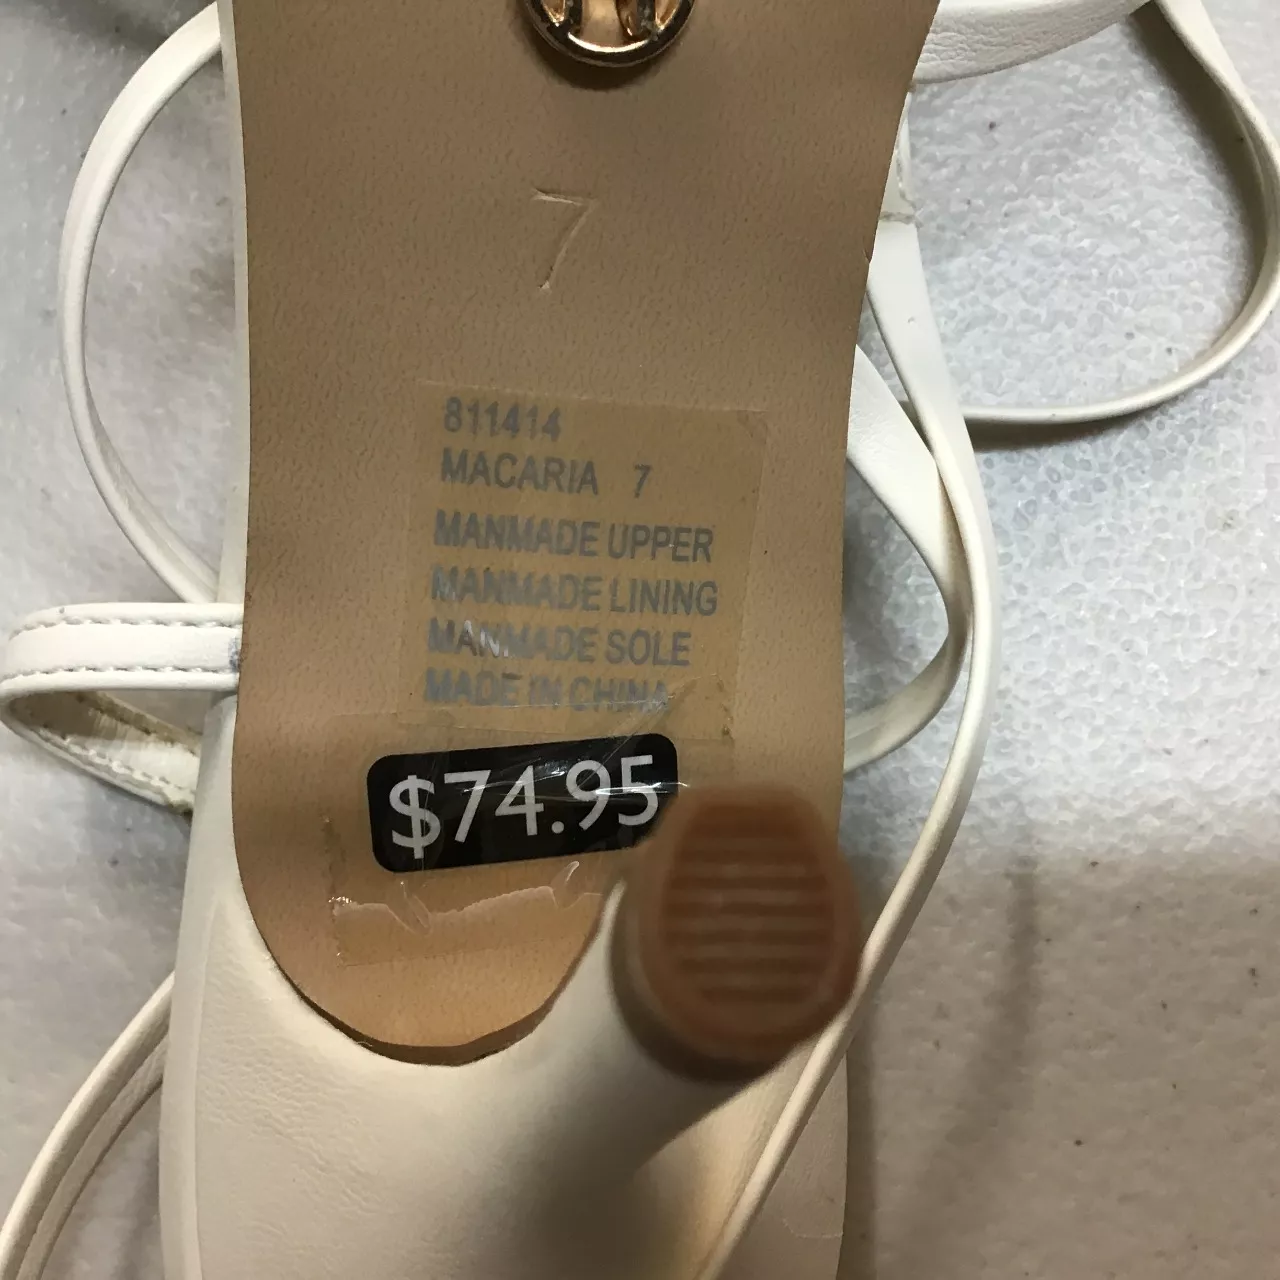 7
811414
MACARIA 7
MANMADE UPPER
MANMADE LINING
MANMADE SOLE
MADE IN CHINA
$74.95